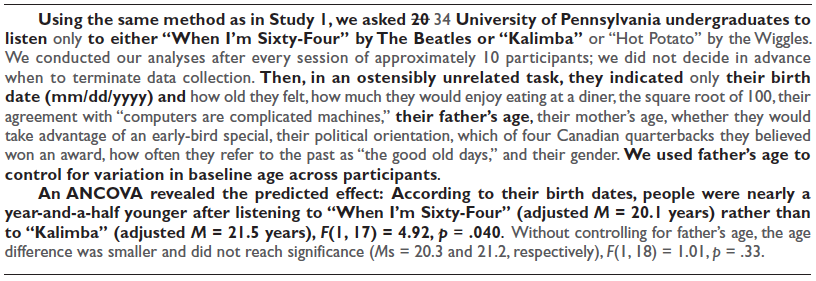 Using the same method as in Study 1, we asked 20 34 University of Pennsylvania undergraduates to
listen only to either “When I’m Sixty-Four” by The Beatles or “Kalimba” or “Hot Potato” by the Wiggles.
We conducted our analyses after every session of approximately 10 participants; we did not decide in advance
when to terminate data collection. Then, in an ostensibly unrelated task, they indicated only their birth
date (mm/dd/yyyy) and how old they felt, how much they would enjoy eating at a diner, the square root of 100, their
agreement with “computers are complicated machines,” their father’s age, their mother’s age, whether they would
take advantage of an early-bird special, their political orientation, which of four Canadian quarterbacks they believed
won an award, how often they refer to the past as “the good old days,” and their gender. We used father’s age to
control for variation in baseline age across participants.
An ANCOVA revealed the predicted effect: According to their birth dates, people were nearly a
year-and-a-half younger after listening to “When I’m Sixty-Four” (adjusted M = 20.1 years) rather than
to “Kalimba” (adjusted M = 21.5 years), F(1, 17) = 4.92, p = .040. Without controlling for father’s age, the age
difference was smaller and did not reach significance (Ms = 20.3 and 21.2, respectively), F(1, 18) = 1.01, p = .33.